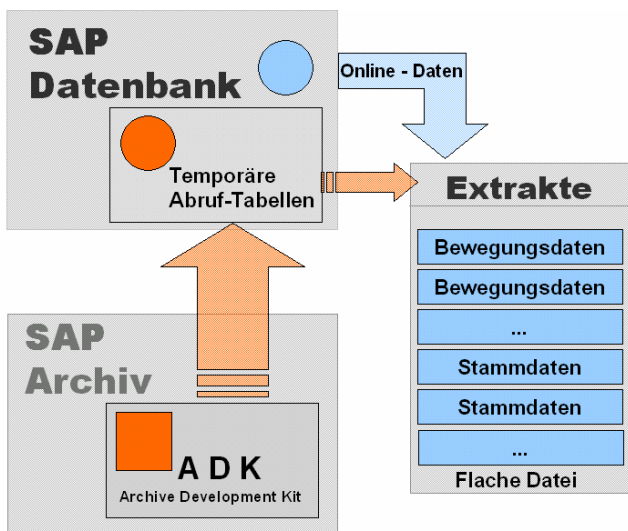 SAP
Datenbank
Online - Daten
Temporäre
Abruf-Tabellen
Extrakte
Bewegungsdaten
Bewegungsdaten
...
Stammdaten
Stammdaten
...
Flache Datei
SAP
Archiv
A D K
Archive Development Kit